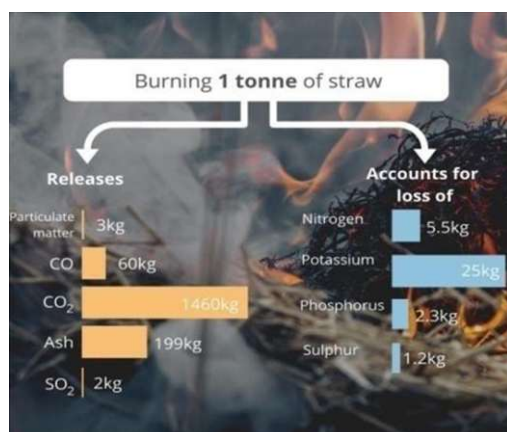 Burning 1 tonne of straw
Releases
Particulate
matter
3kg
CO
60kg
CO₂
1460kg
Ash
199kg
SO₂
2kg
Accounts for
loss of
Nitrogen
5.5kg
Potassium
25kg
Phosphorus
2.3kg
Sulphur
1.2kg